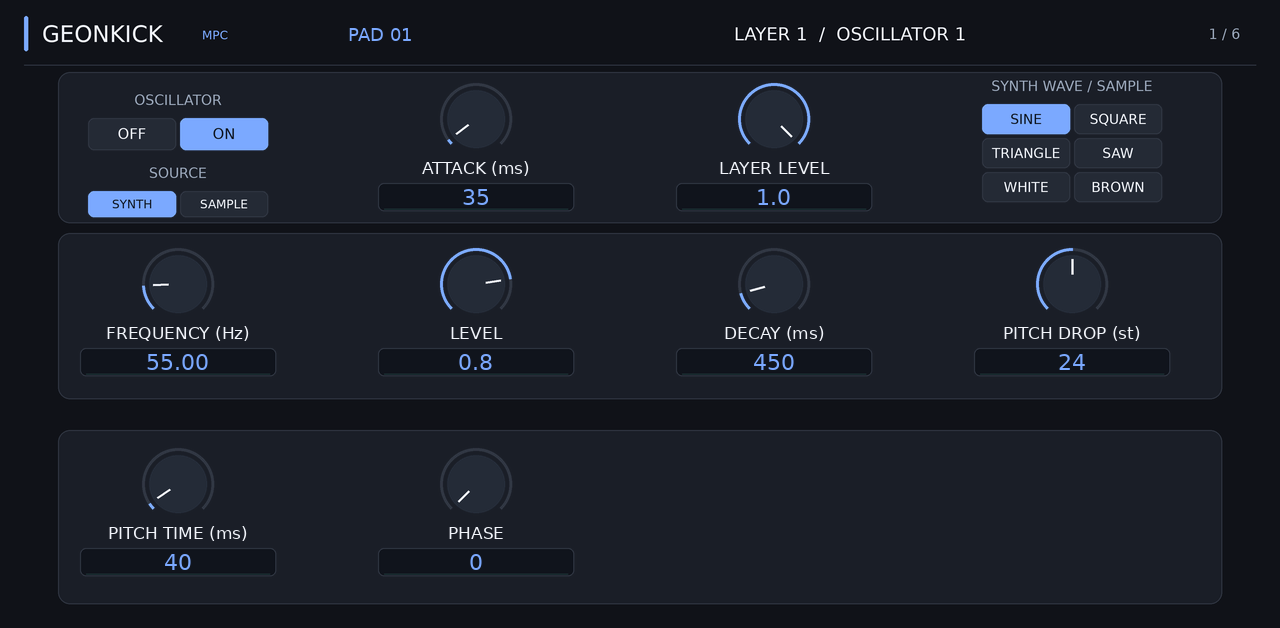 GEONKICK MPC PAD 01 LAYER 1 / OSCILLATOR 1 1 / 6
OSCILLATOR
OFF ON
SOURCE
SYNTH SAMPLE
ATTACK (ms)
35
LAYER LEVEL
1.0
SYNTH WAVE / SAMPLE
SINE SQUARE
TRIANGLE SAW
WHITE BROWN
FREQUENCY (Hz)
55.00
LEVEL
0.8
DECAY (ms)
450
PITCH DROP (st)
24
PITCH TIME (ms)
40
PHASE
0